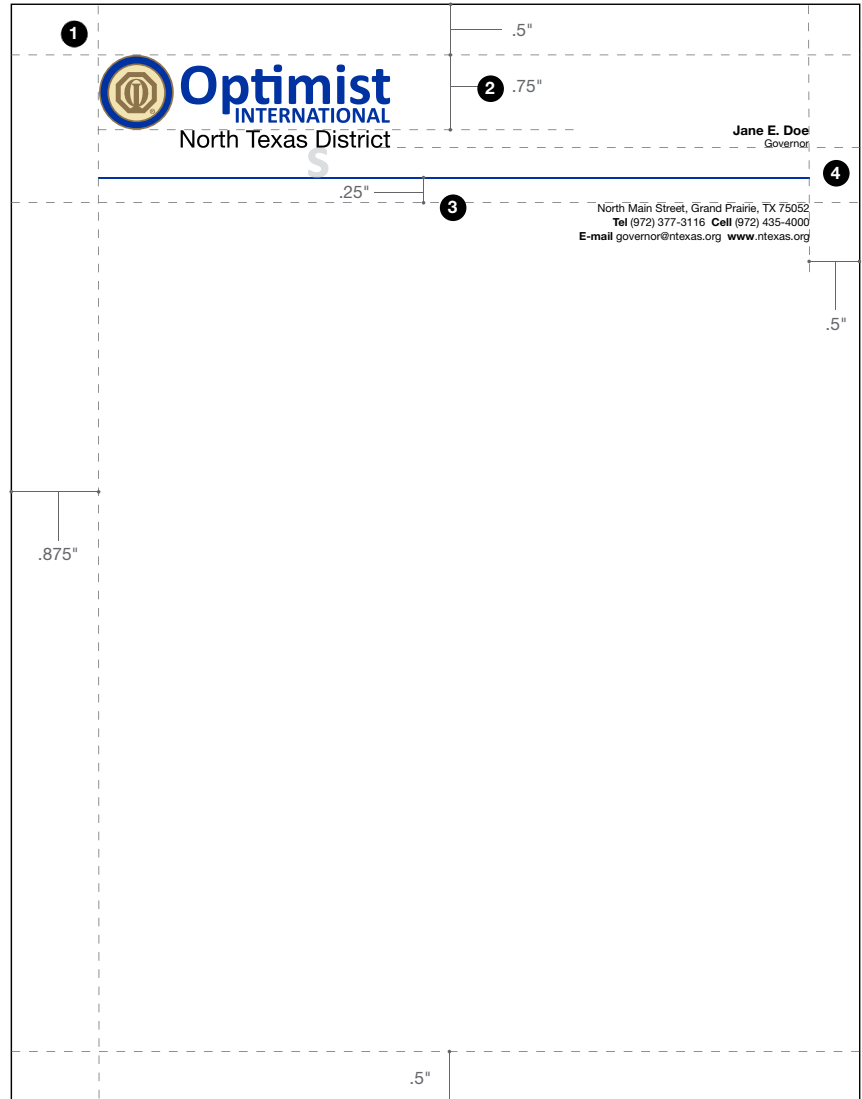 1
.5"
2 .75"
Optimist
INTERNATIONAL
North Texas District
S
Jane E. Doe
Governor
4
.25"
3
North Main Street, Grand Prairie, TX 75052
Tel (972) 377-3116 Cell (972) 435-4000
E-mail governor@ntexas.org www.ntexas.org
.5"
.875"
.5"